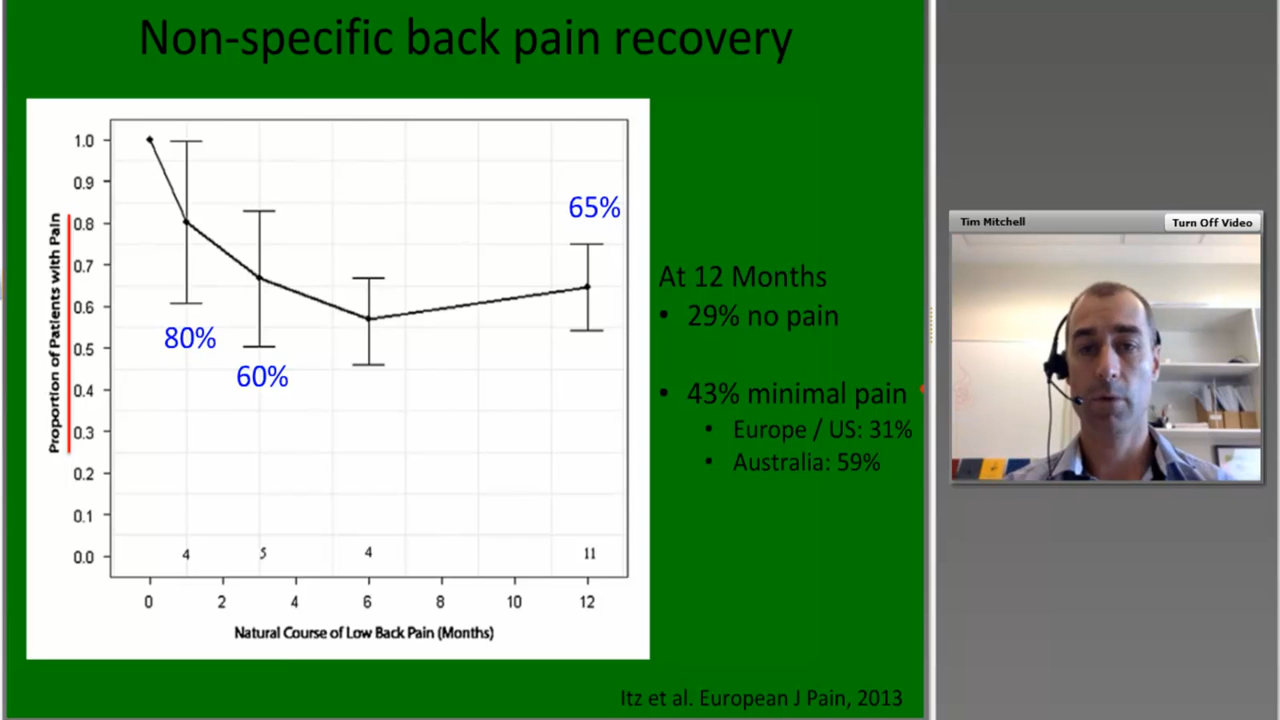 Non-specific back pain recovery
1.0
0.9
0.8
0.7
0.6
0.5
0.4
0.3
0.2
0.1
0.0
Proportion of Patients with Pain
80%
60%
65%
4 5 4 11
0 2 4 6 8 10 12
Natural Course of Low Back Pain (Months)
At 12 Months
• 29% no pain
• 43% minimal pain
• Europe / US: 31%
• Australia: 59%
Itz et al. European J Pain, 2013
Tim Mitchell
Turn Off Video